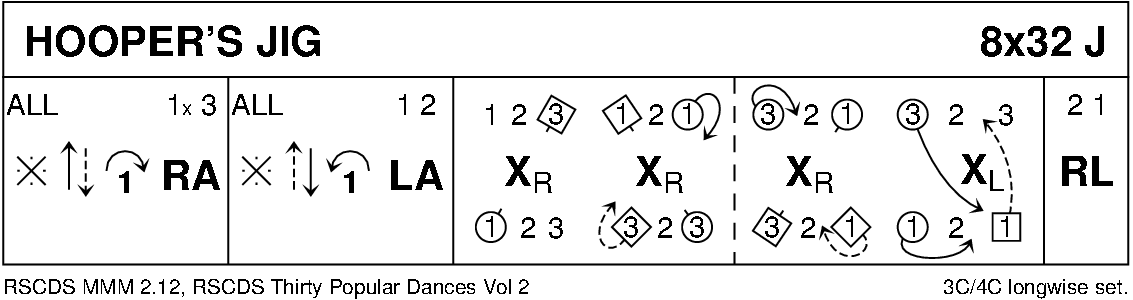 HOOPER'S JIG 8x32 J
ALL 1x 3 ALL 1 2 1 2 3 1 2 1 3 2 1 3 2 3 2 1
※ 1 RA ※ 1 LA XR XR XR XL RL
1 2 3 3 2 3 3 2 1 1 2 1
RSCDS MMM 2.12, RSCDS Thirty Popular Dances Vol 2 3C/4C longwise set.